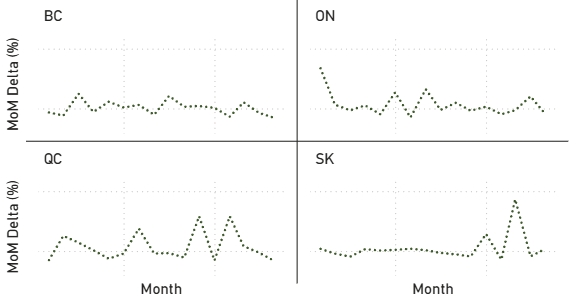 BC
ON
MoM Delta (%)
QC
SK
MoM Delta (%)
Month
Month